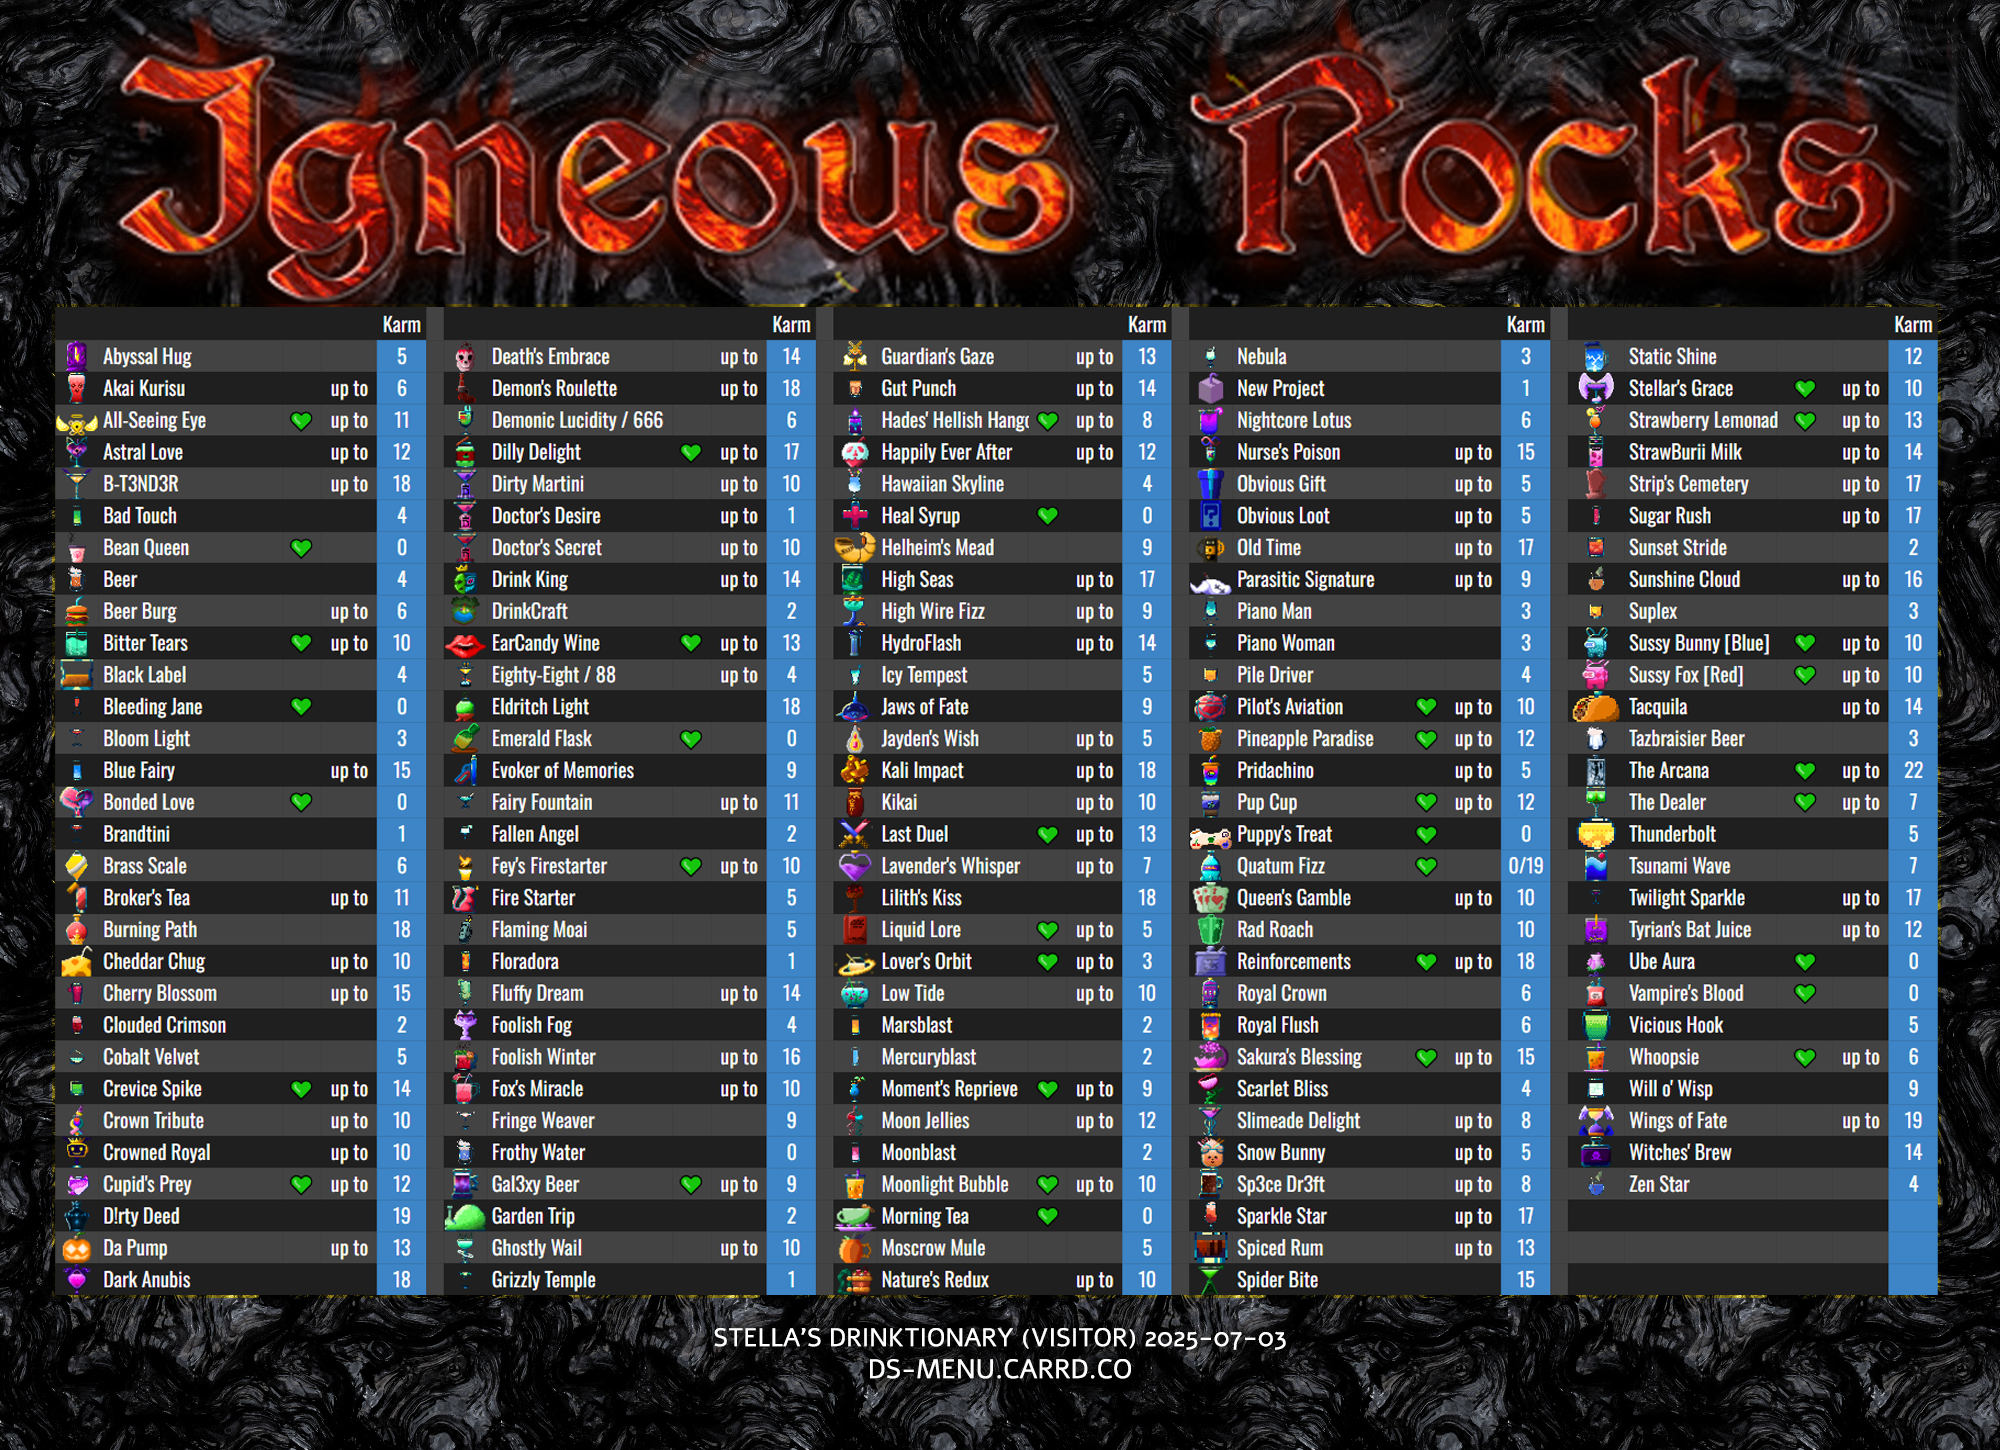 Igneous Rocks
Karm
Abyssal Hug 5
Akai Kurisu up to 6
All-Seeing Eye up to 11
Astral Love up to 12
B-T3ND3R up to 18
Bad Touch 4
Bean Queen 0
Beer 4
Beer Burg up to 6
Bitter Tears up to 10
Black Label 4
Bleeding Jane 0
Bloom Light 3
Blue Fairy up to 15
Bonded Love 0
Brandtini 1
Brass Scale 6
Broker's Tea up to 11
Burning Path 18
Cheddar Chug up to 10
Cherry Blossom up to 15
Clouded Crimson 2
Cobalt Velvet 5
Crevice Spike up to 14
Crown Tribute up to 10
Crowned Royal up to 10
Cupid's Prey up to 12
D!rty Deed 19
Da Pump up to 13
Dark Anubis 18
Karm
Death's Embrace up to 14
Demon's Roulette up to 18
Demonic Lucidity / 666 6
Dilly Delight up to 17
Dirty Martini up to 10
Doctor's Desire up to 1
Doctor's Secret up to 10
Drink King up to 14
DrinkCraft 2
EarCandy Wine up to 13
Eighty-Eight / 88 up to 4
Eldritch Light 18
Emerald Flask 0
Evoker of Memories 9
Fairy Fountain up to 11
Fallen Angel 2
Fey's Firestarter up to 10
Fire Starter 5
Flaming Moai 5
Floradora 1
Fluffy Dream up to 14
Foolish Fog 4
Foolish Winter up to 16
Fox's Miracle up to 10
Fringe Weaver 9
Frothy Water 0
Gal3xy Beer up to 9
Garden Trip 2
Ghostly Wail up to 10
Grizzly Temple 1
Karm
Guardian's Gaze up to 13
Gut Punch up to 14
Hades' Hellish Hango up to 8
Happily Ever After up to 12
Hawaiian Skyline 4
Heal Syrup 0
Helheim's Mead 9
High Seas up to 17
High Wire Fizz up to 9
HydroFlash up to 14
Icy Tempest 5
Jaws of Fate 9
Jayden's Wish up to 5
Kali Impact up to 18
Kikai up to 10
Last Duel up to 13
Lavender's Whisper up to 7
Lilith's Kiss 18
Liquid Lore up to 5
Lover's Orbit up to 3
Low Tide up to 10
Marsblast 2
Mercuryblast 2
Moment's Reprieve up to 9
Moon Jellies up to 12
Moonblast 2
Moonlight Bubble up to 10
Morning Tea 0
Moscrow Mule 5
Nature's Redux up to 10
Karm
Nebula 3
New Project 1
Nightcore Lotus 6
Nurse's Poison up to 15
Obvious Gift up to 5
Obvious Loot up to 5
Old Time up to 17
Parasitic Signature up to 9
Piano Man 3
Piano Woman 3
Pile Driver 4
Pilot's Aviation up to 10
Pineapple Paradise up to 12
Pridachino up to 5
Pup Cup up to 12
Puppy's Treat 0
Quatum Fizz 0/19
Queen's Gamble up to 10
Rad Roach 10
Reinforcements up to 18
Royal Crown 6
Royal Flush 6
Sakura's Blessing up to 15
Scarlet Bliss 4
Slimeade Delight up to 8
Snow Bunny up to 5
Sp3ce Dr3ft up to 8
Sparkle Star up to 17
Spiced Rum up to 13
Spider Bite 15
Karm
Static Shine 12
Stellar's Grace up to 10
Strawberry Lemonad up to 13
StrawBurii Milk up to 14
Strip's Cemetery up to 17
Sugar Rush up to 17
Sunset Stride 2
Sunshine Cloud up to 16
Suplex 3
Sussy Bunny [Blue] up to 10
Sussy Fox [Red] up to 10
Tacquila up to 14
Tazbraisier Beer 3
The Arcana up to 22
The Dealer up to 7
Thunderbolt 5
Tsunami Wave 7
Twilight Sparkle up to 17
Tyrian's Bat Juice up to 12
Ube Aura 0
Vampire's Blood 0
Vicious Hook 5
Whoopsie up to 6
Will o' Wisp 9
Wings of Fate up to 19
Witches' Brew 14
Zen Star 4
STELLA'S DRINKTIONARY (VISITOR) 2025-07-03
DS-MENU.CARRD.CO